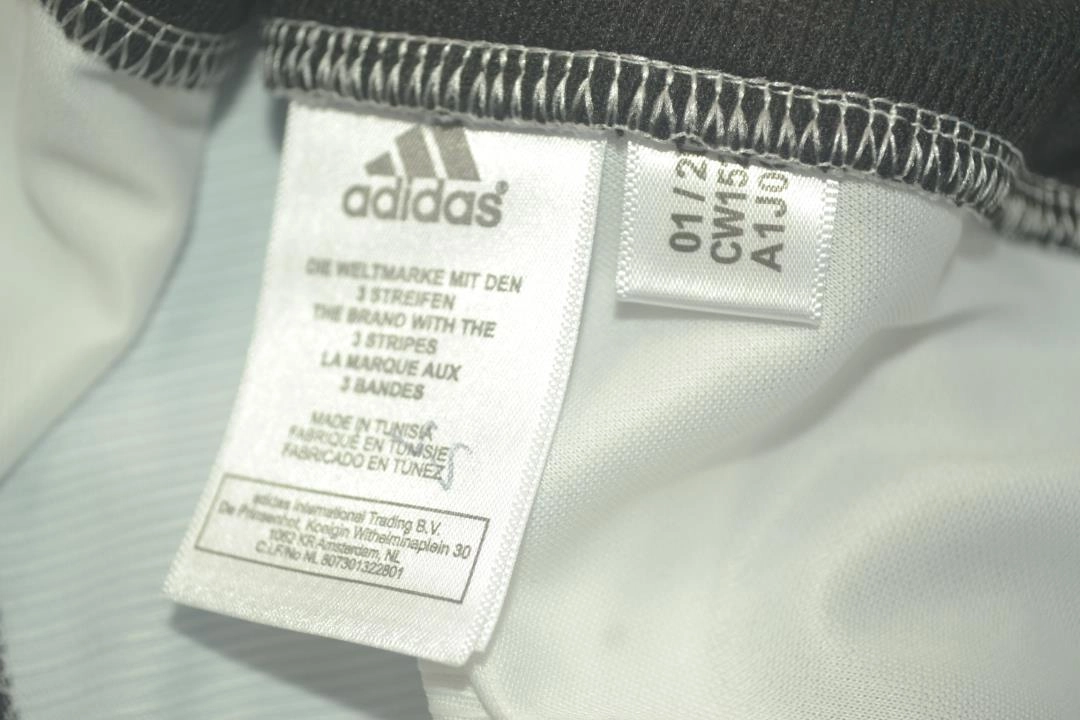 adidas®
DIE WELTMARKE MIT DEN
3 STREIFEN
THE BRAND WITH THE
3 STRIPES
LA MARQUE AUX
3 BANDES
MADE IN TUNISIA
FABRIQUÉ EN TUNISIE
FABRICADO EN TÚNEZ
adidas International Trading B.V.
De Prinsenhof, Konigin Wilhelminaplein 30
1062 KR Amsterdam, NL
C.I.F/No NL 807301322B01
01 / 2
CW15
A1J0